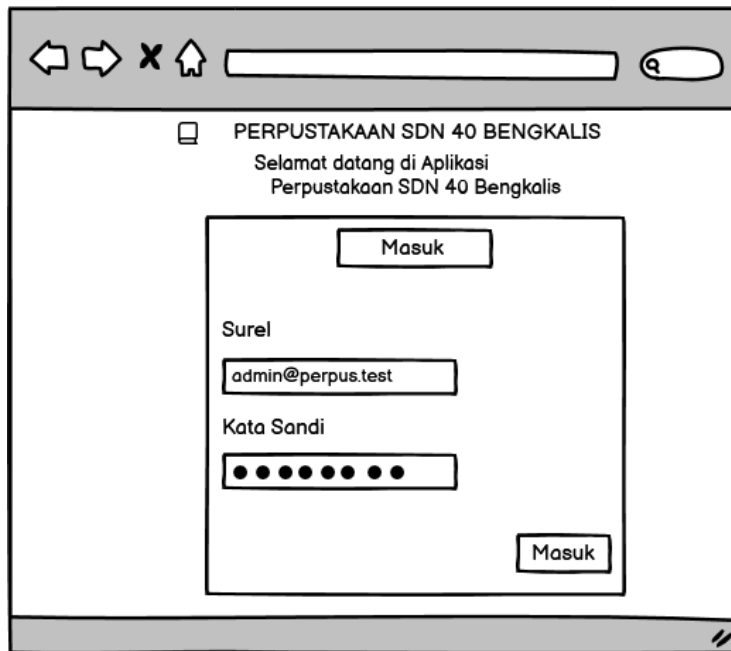 PERPUSTAKAAN SDN 40 BENGKALIS
Selamat datang di Aplikasi
Perpustakaan SDN 40 Bengkalis
Masuk
Surel
admin@perpus.test
Kata Sandi
Masuk